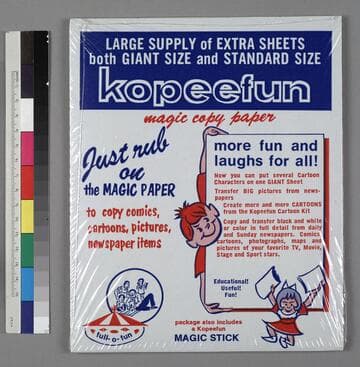 LARGE SUPPLY of EXTRA SHEETS
both GIANT SIZE and STANDARD SIZE
kopeefun
magic copy paper
Just rub
on
the MAGIC PAPER
to copy comics,
cartoons, pictures,
newspaper items
more fun and
laughs for all!
Now you can put several Cartoon
Characters on one GIANT Sheet
Transfer BIG pictures from news-
papers
Create more and more CARTOONS
from the Kopeefun Cartoon Kit
Copy and transfer black and white
or color in full detail from daily
and Sunday newspapers. Comics
cartoons, photographs, maps and
pictures of your favorite TV, Movie,
Stage and Sport stars.
Educational!
Useful!
Fun!
full-o-fun
package also includes
a Kopeefun
MAGIC STICK